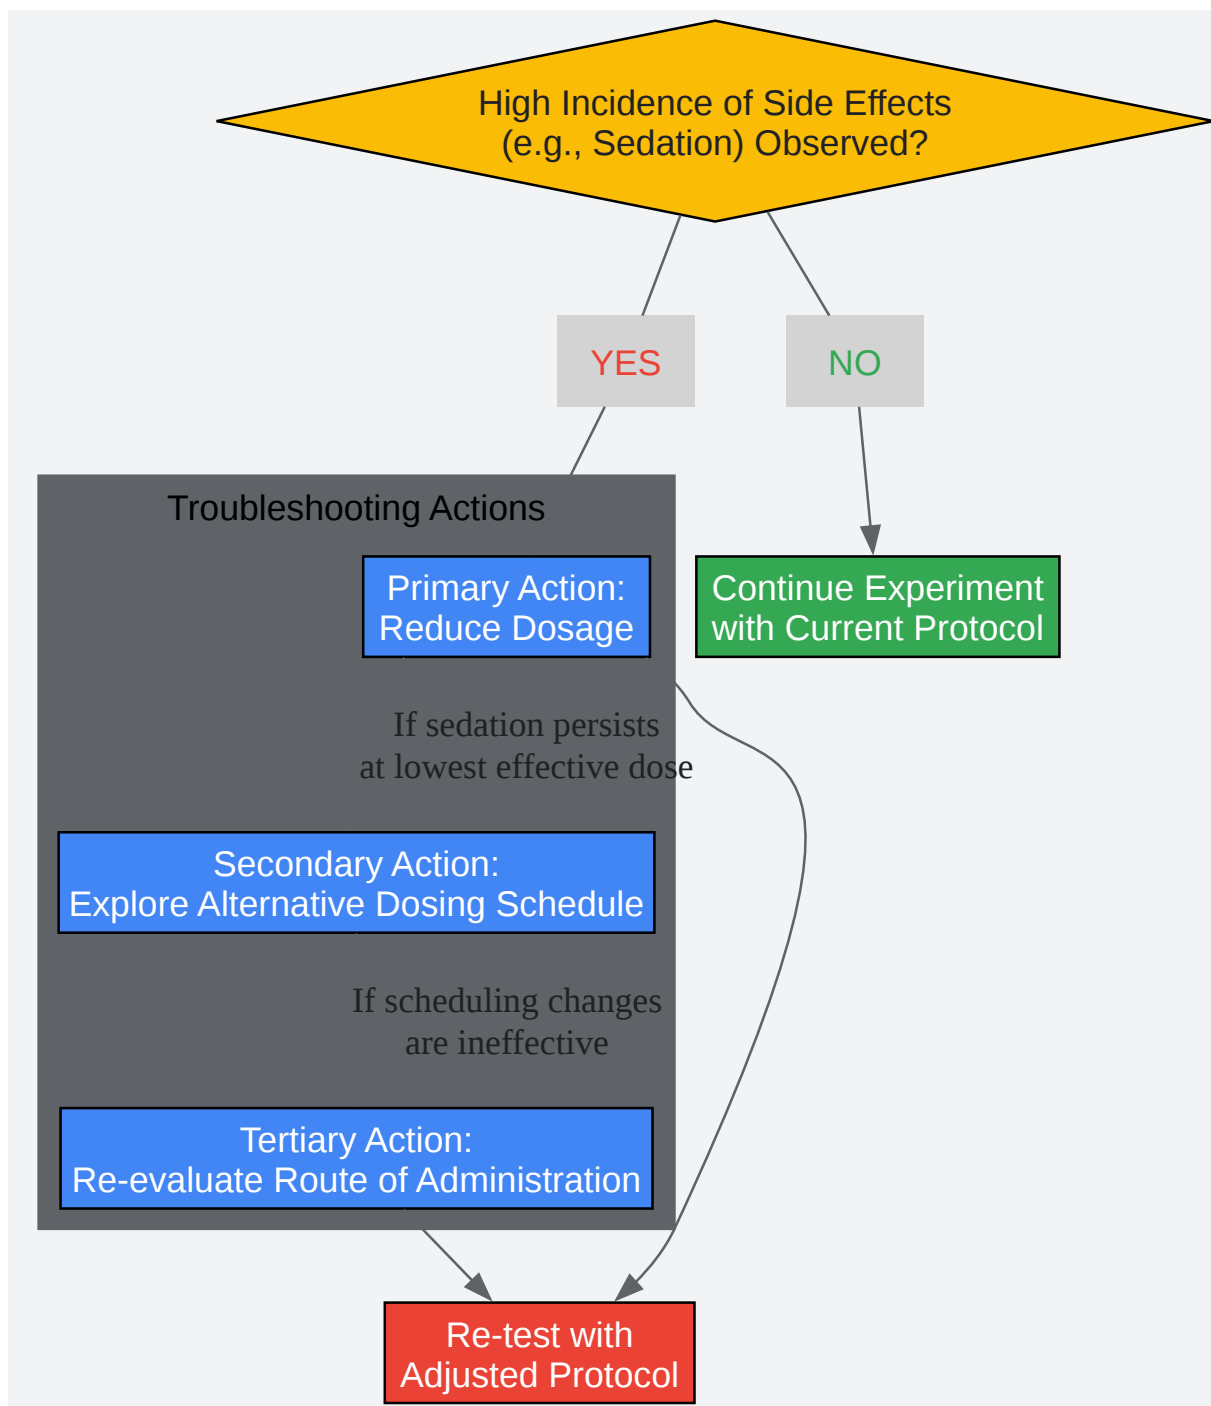 High Incidence of Side Effects
(e.g., Sedation) Observed?
YES
NO
Troubleshooting Actions
Primary Action:
Reduce Dosage
Continue Experiment
with Current Protocol
If sedation persists
at lowest effective dose
Secondary Action:
Explore Alternative Dosing Schedule
If scheduling changes
are ineffective
Tertiary Action:
Re-evaluate Route of Administration
Re-test with
Adjusted Protocol